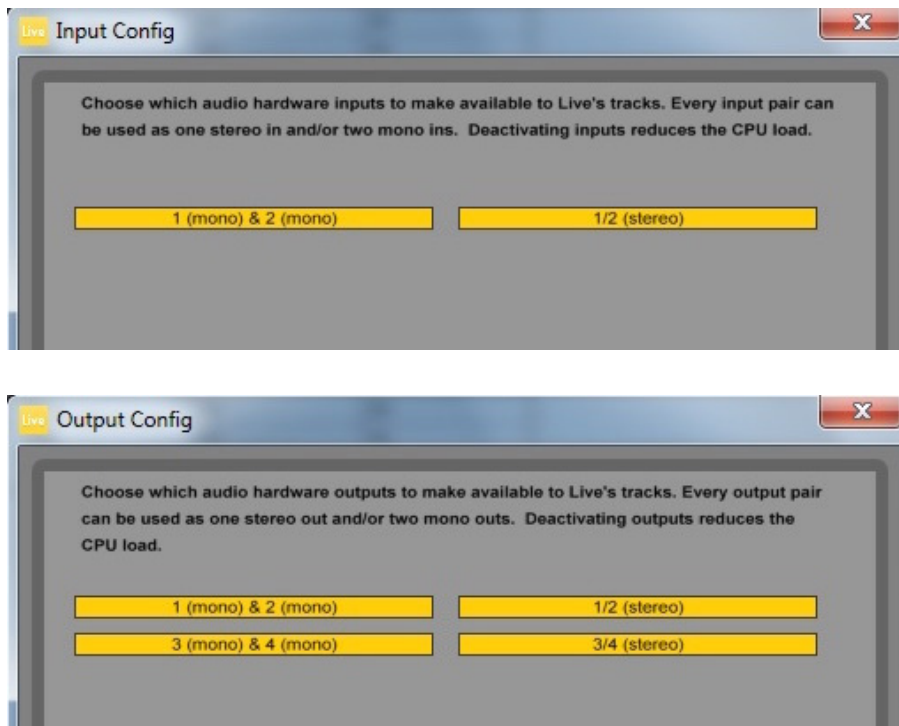 Live Input Config
X
Choose which audio hardware inputs to make available to Live's tracks. Every input pair can
be used as one stereo in and/or two mono ins. Deactivating inputs reduces the CPU load.
1 (mono) & 2 (mono) 1/2 (stereo)
Live Output Config
X
Choose which audio hardware outputs to make available to Live's tracks. Every output pair
can be used as one stereo out and/or two mono outs. Deactivating outputs reduces the
CPU load.
1 (mono) & 2 (mono) 1/2 (stereo)
3 (mono) & 4 (mono) 3/4 (stereo)